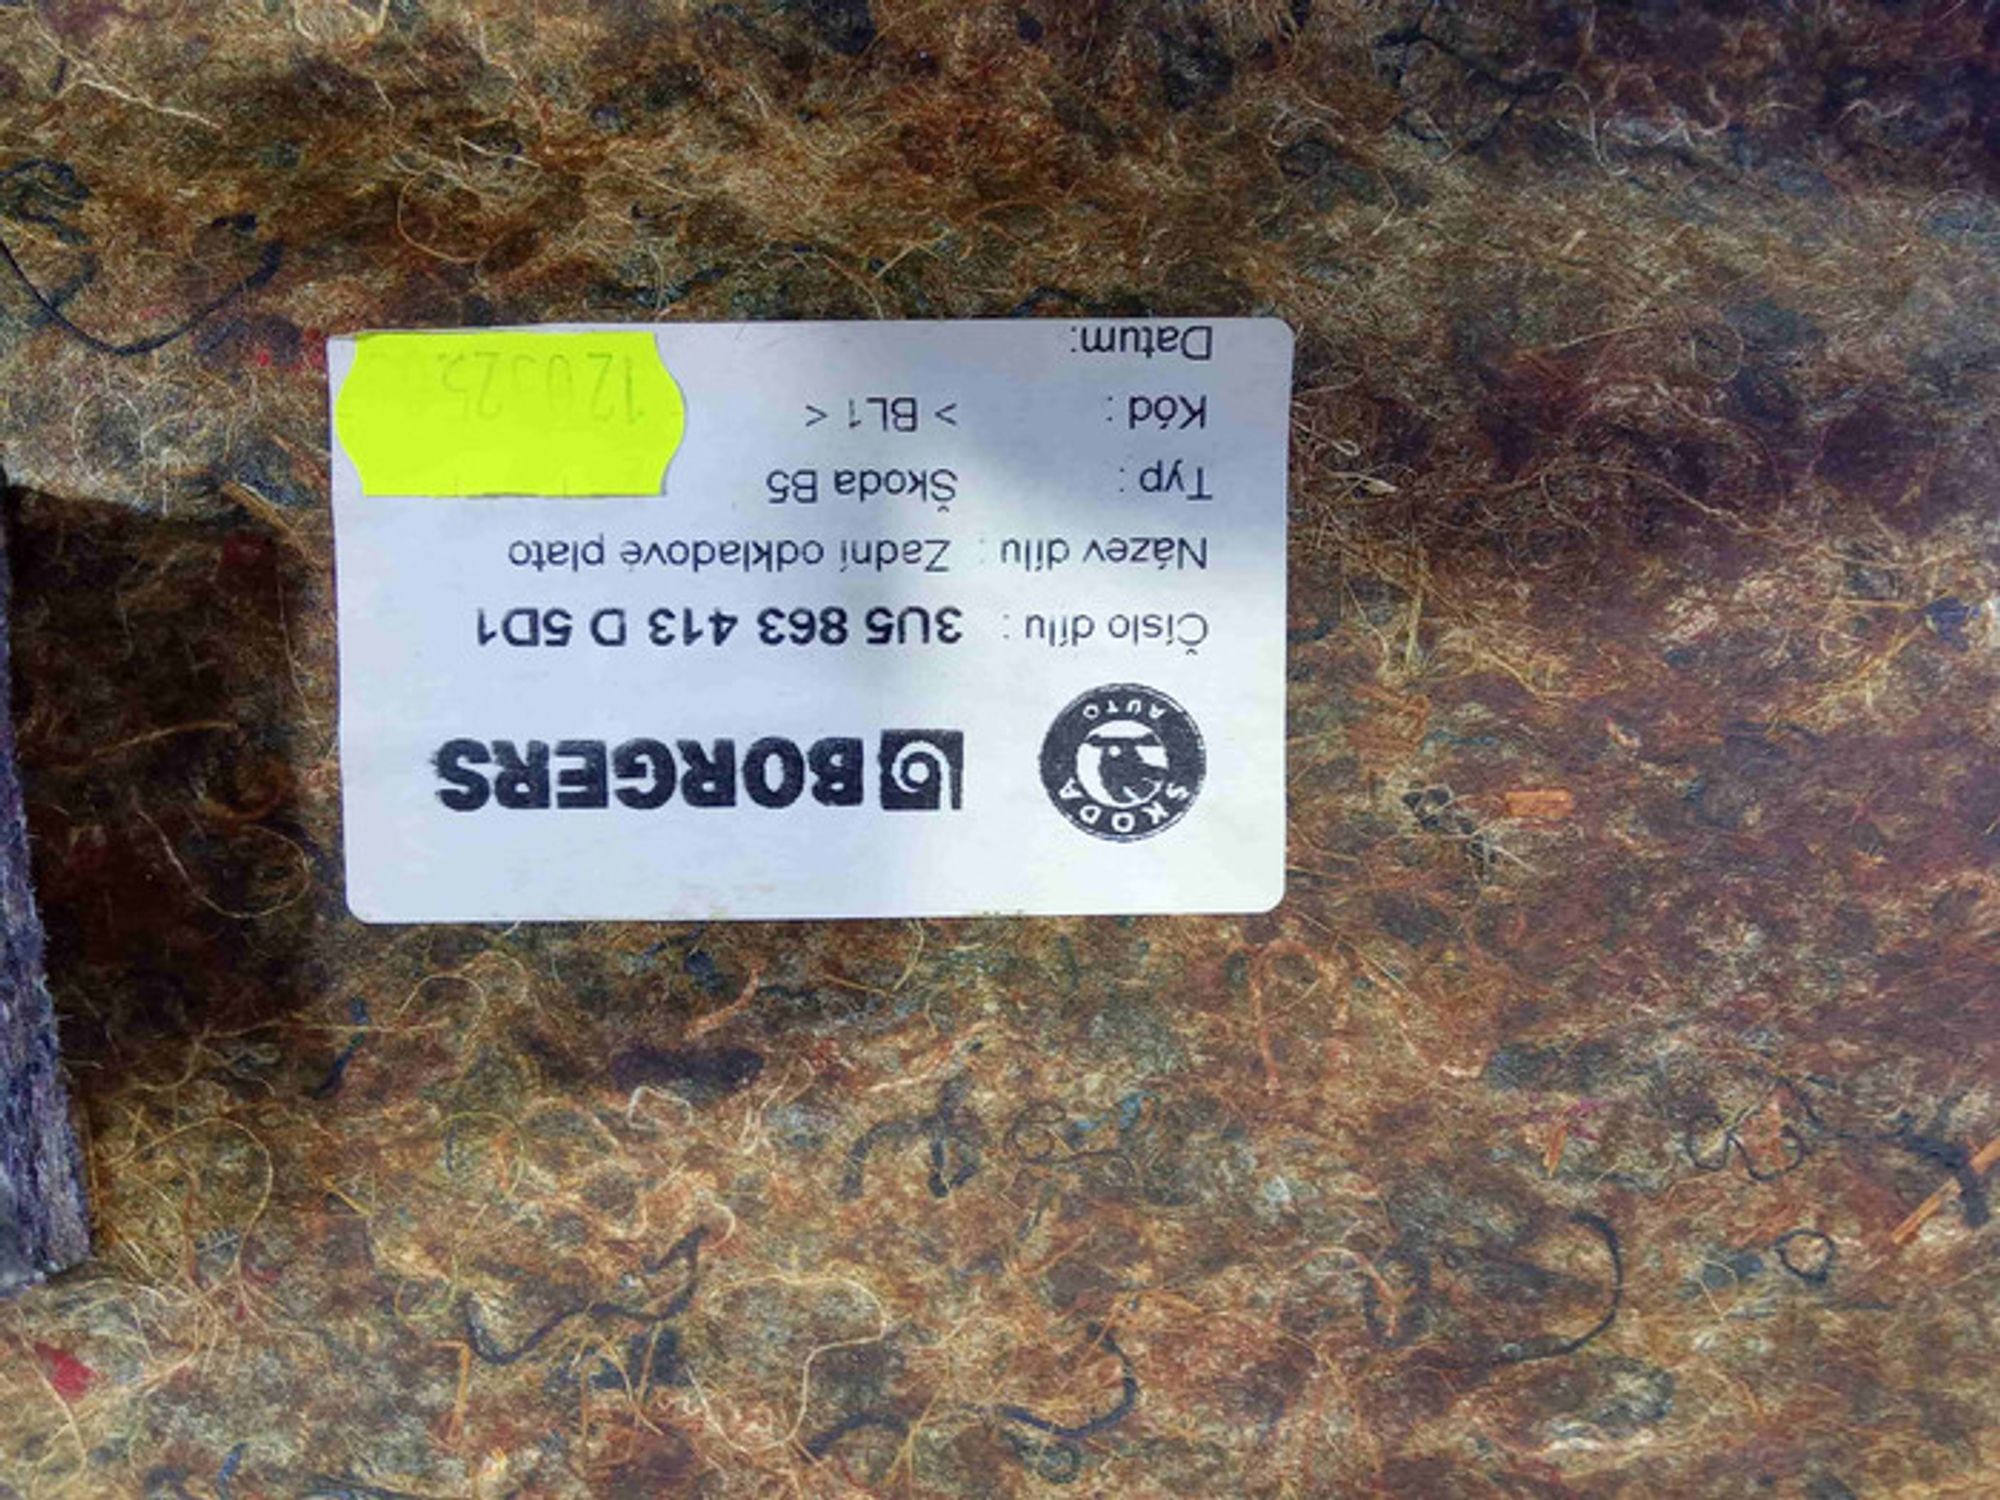 ŠKODA AUTO
BORGERS
Číslo dílu : 3U5 863 413 D 5D1
Název dílu : Zadní odkladové plato
Typ : Škoda B5
Kód : > BL1 <
Datum: